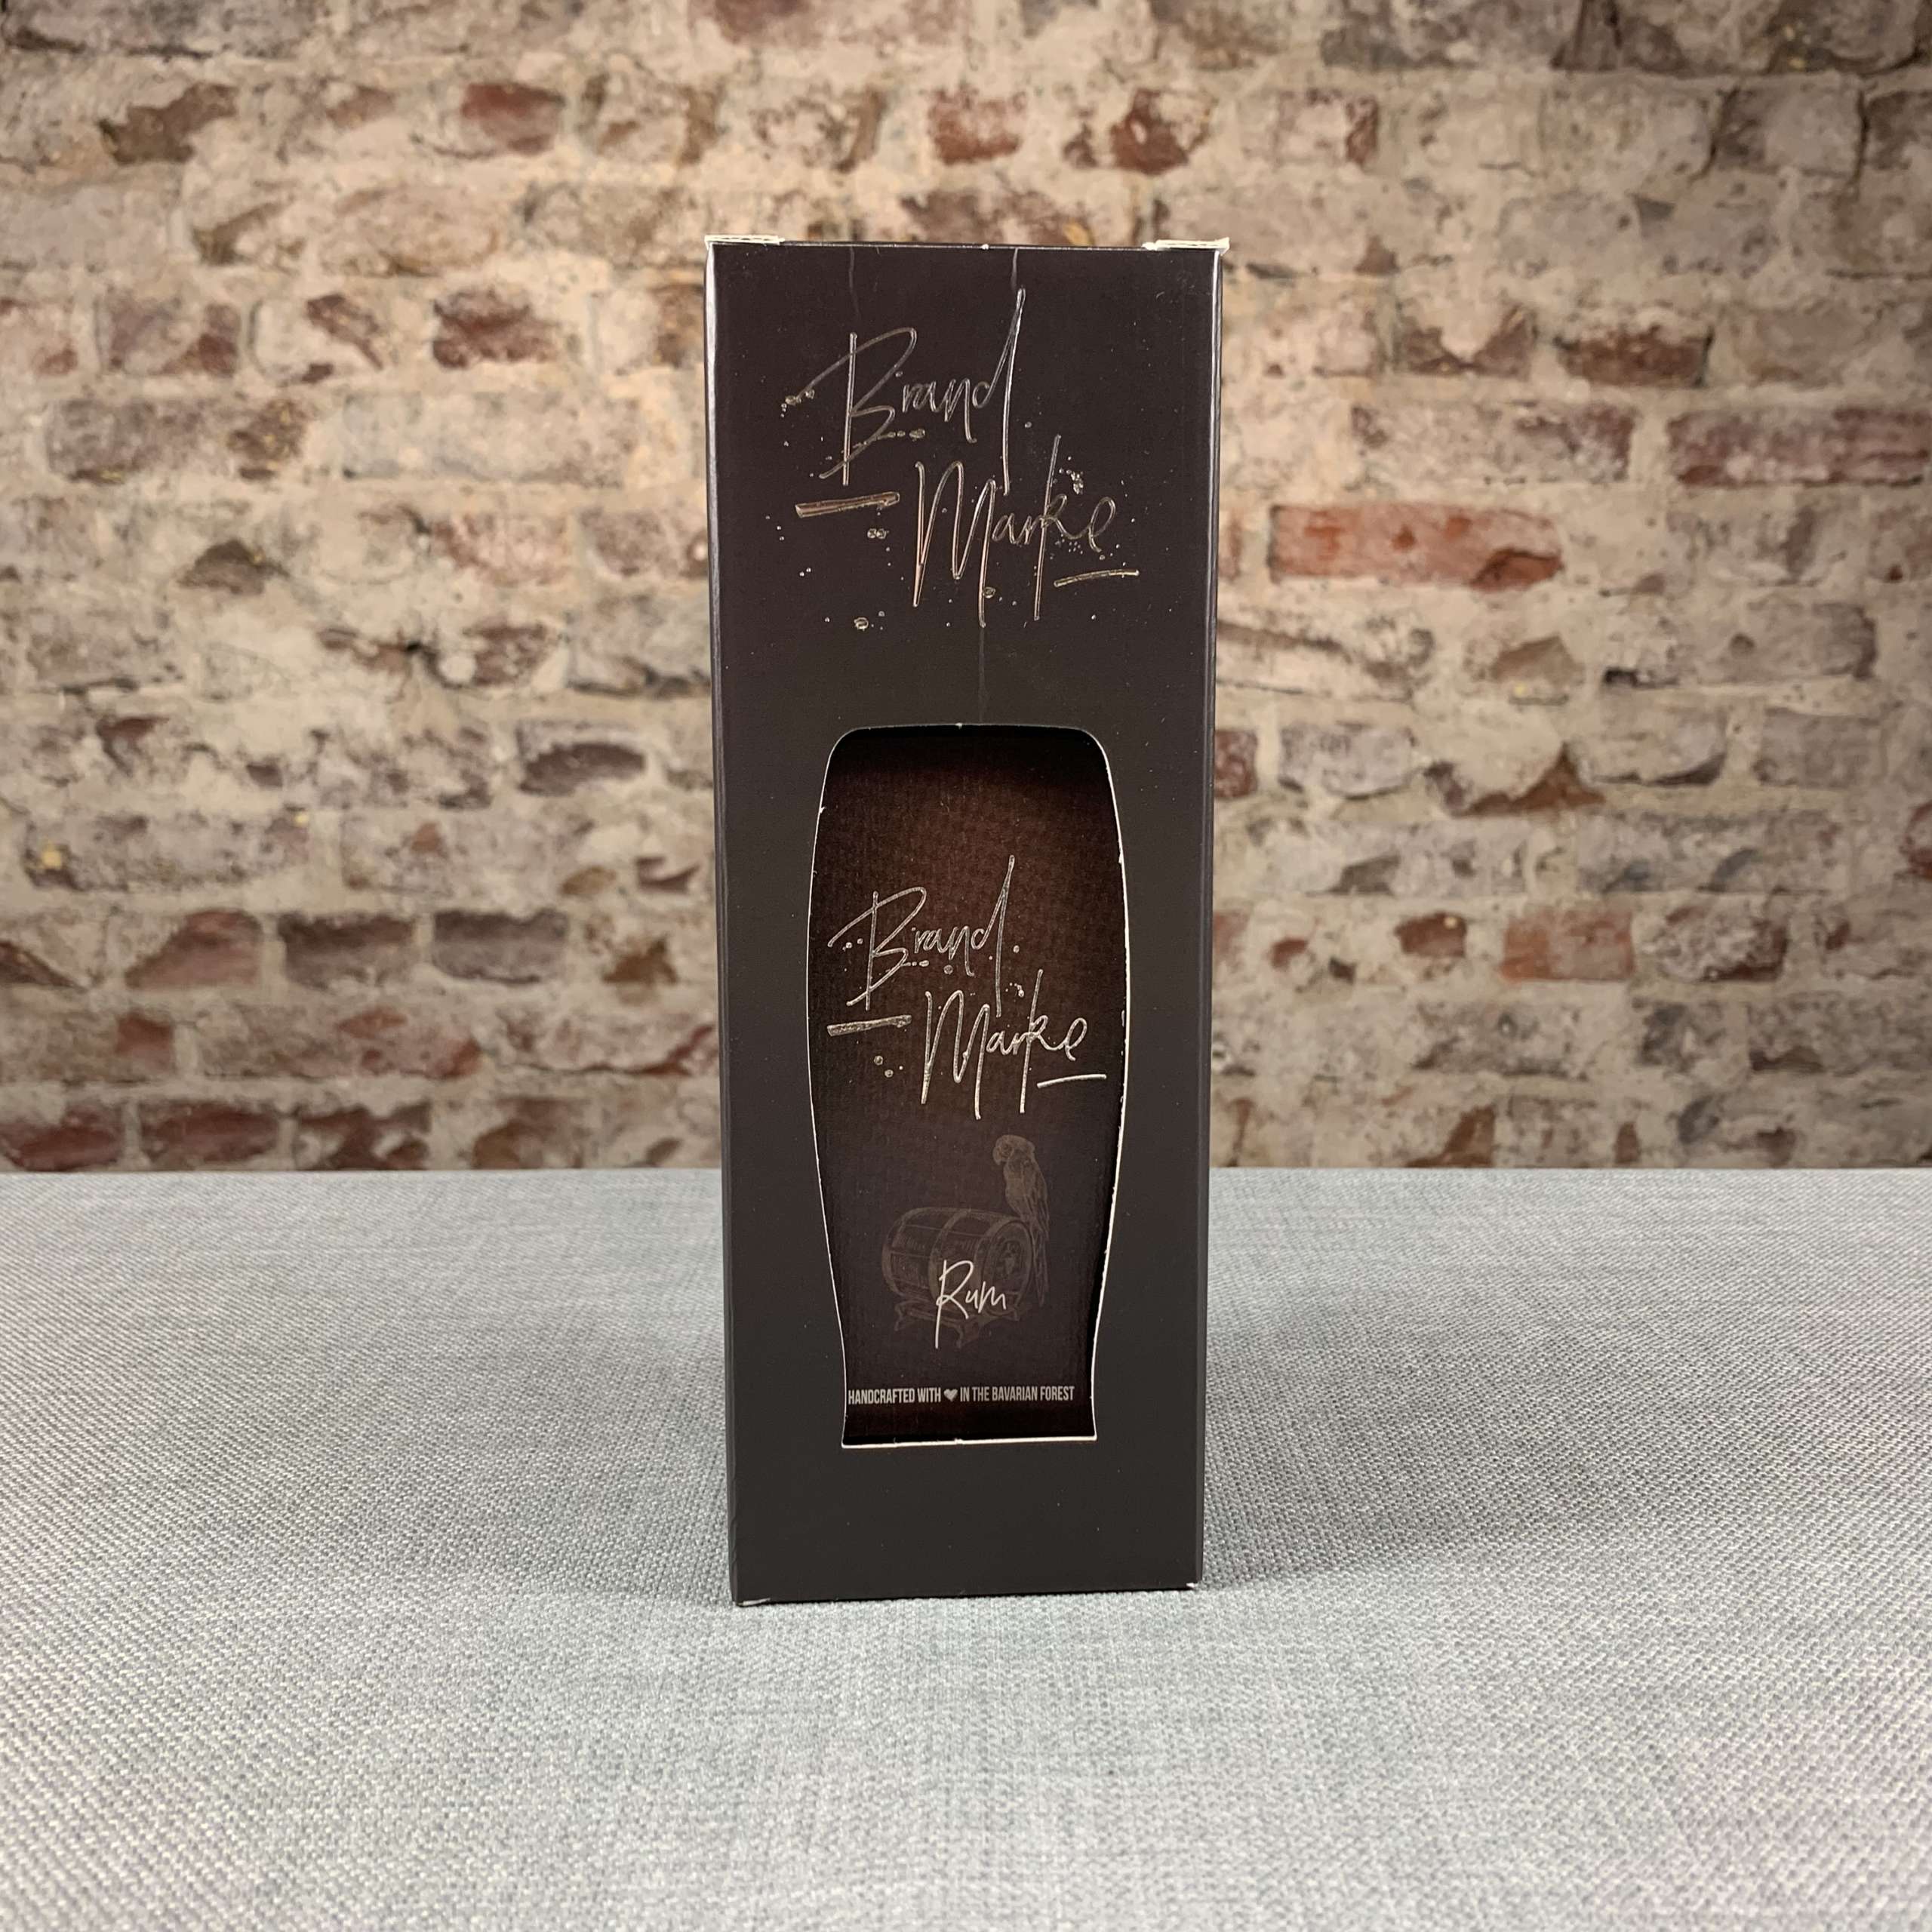 Brand
Marke
Brand
Marke
Rum
HANDCRAFTED WITH ❤ IN THE BAVARIAN FOREST